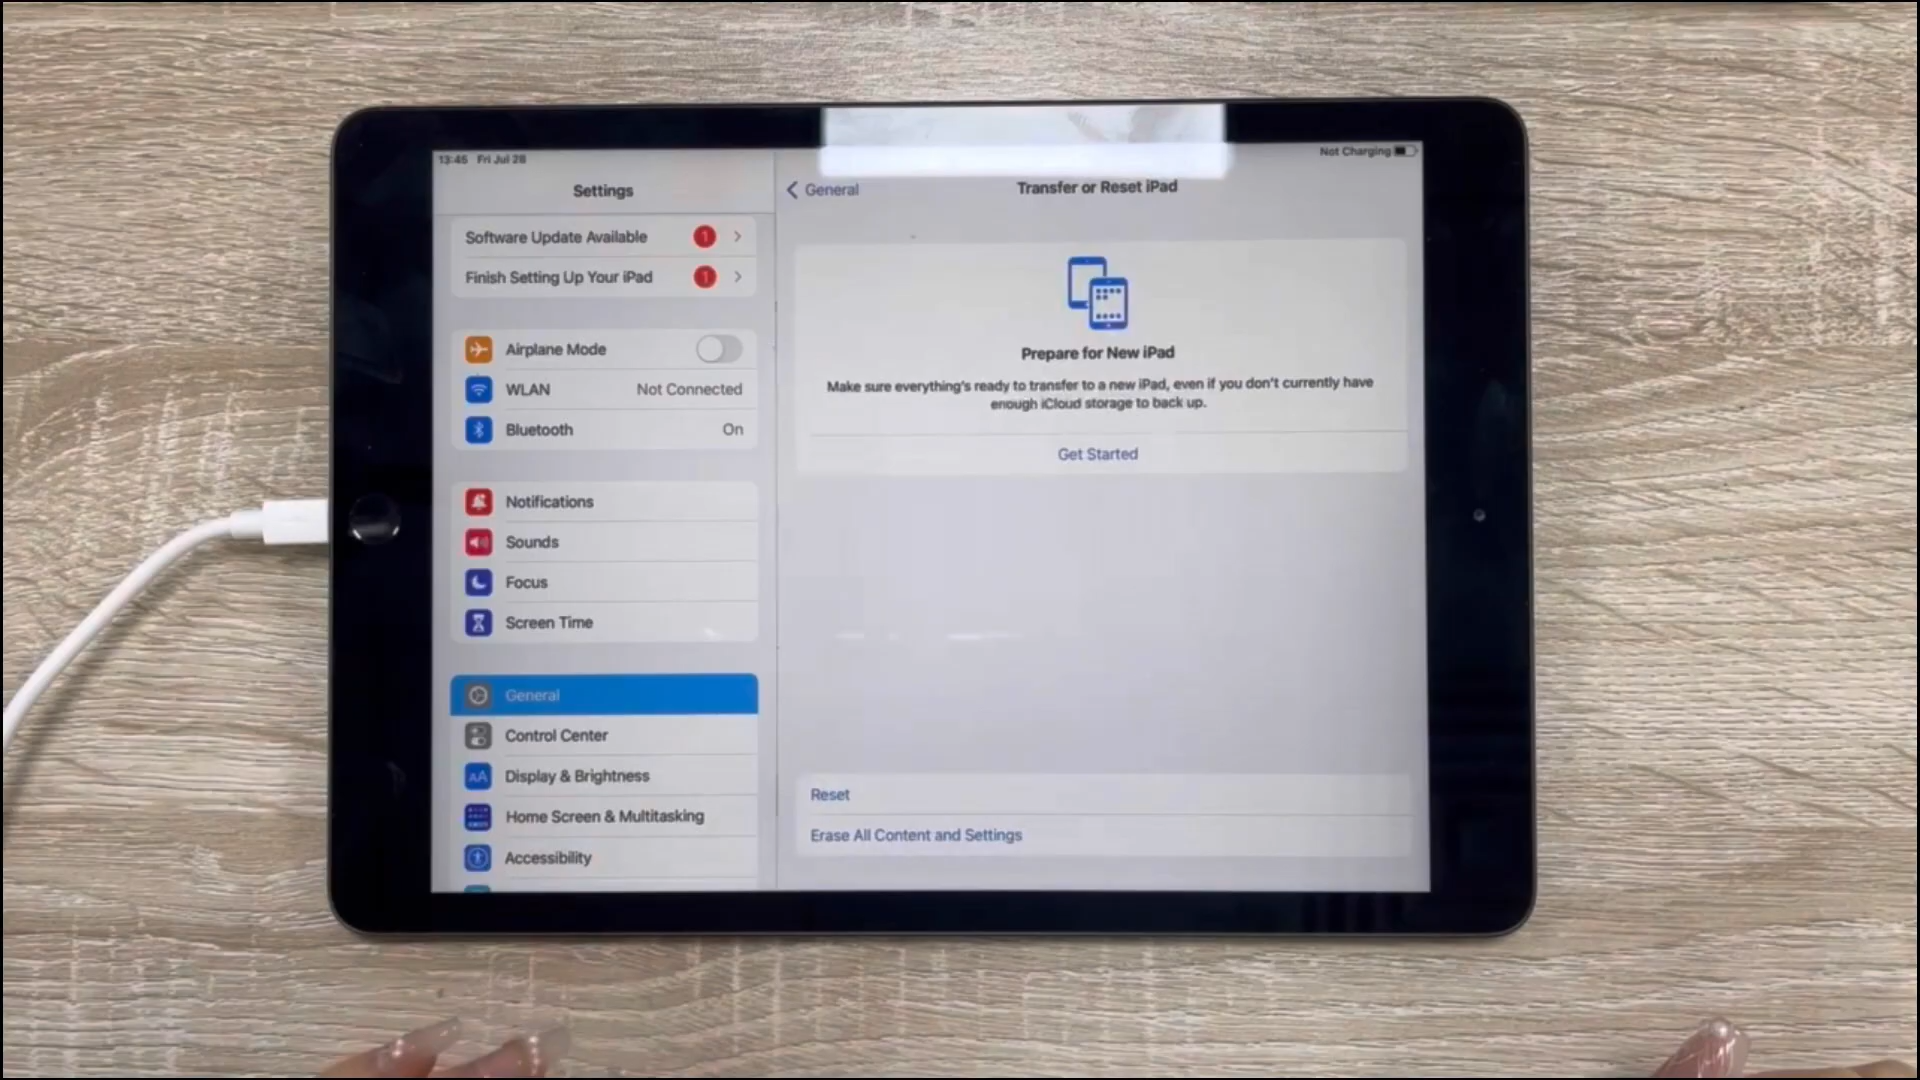 13:45 Fri Jul 28
Not Charging
Settings
General
Transfer or Reset iPad
Software Update Available 1
Finish Setting Up Your iPad 1
Airplane Mode
WLAN Not Connected
Bluetooth On
Notifications
Sounds
Focus
Screen Time
General
Control Center
AA Display & Brightness
Home Screen & Multitasking
Accessibility
Prepare for New iPad
Make sure everything's ready to transfer to a new iPad, even if you don't currently have
enough iCloud storage to back up.
Get Started
Reset
Erase All Content and Settings